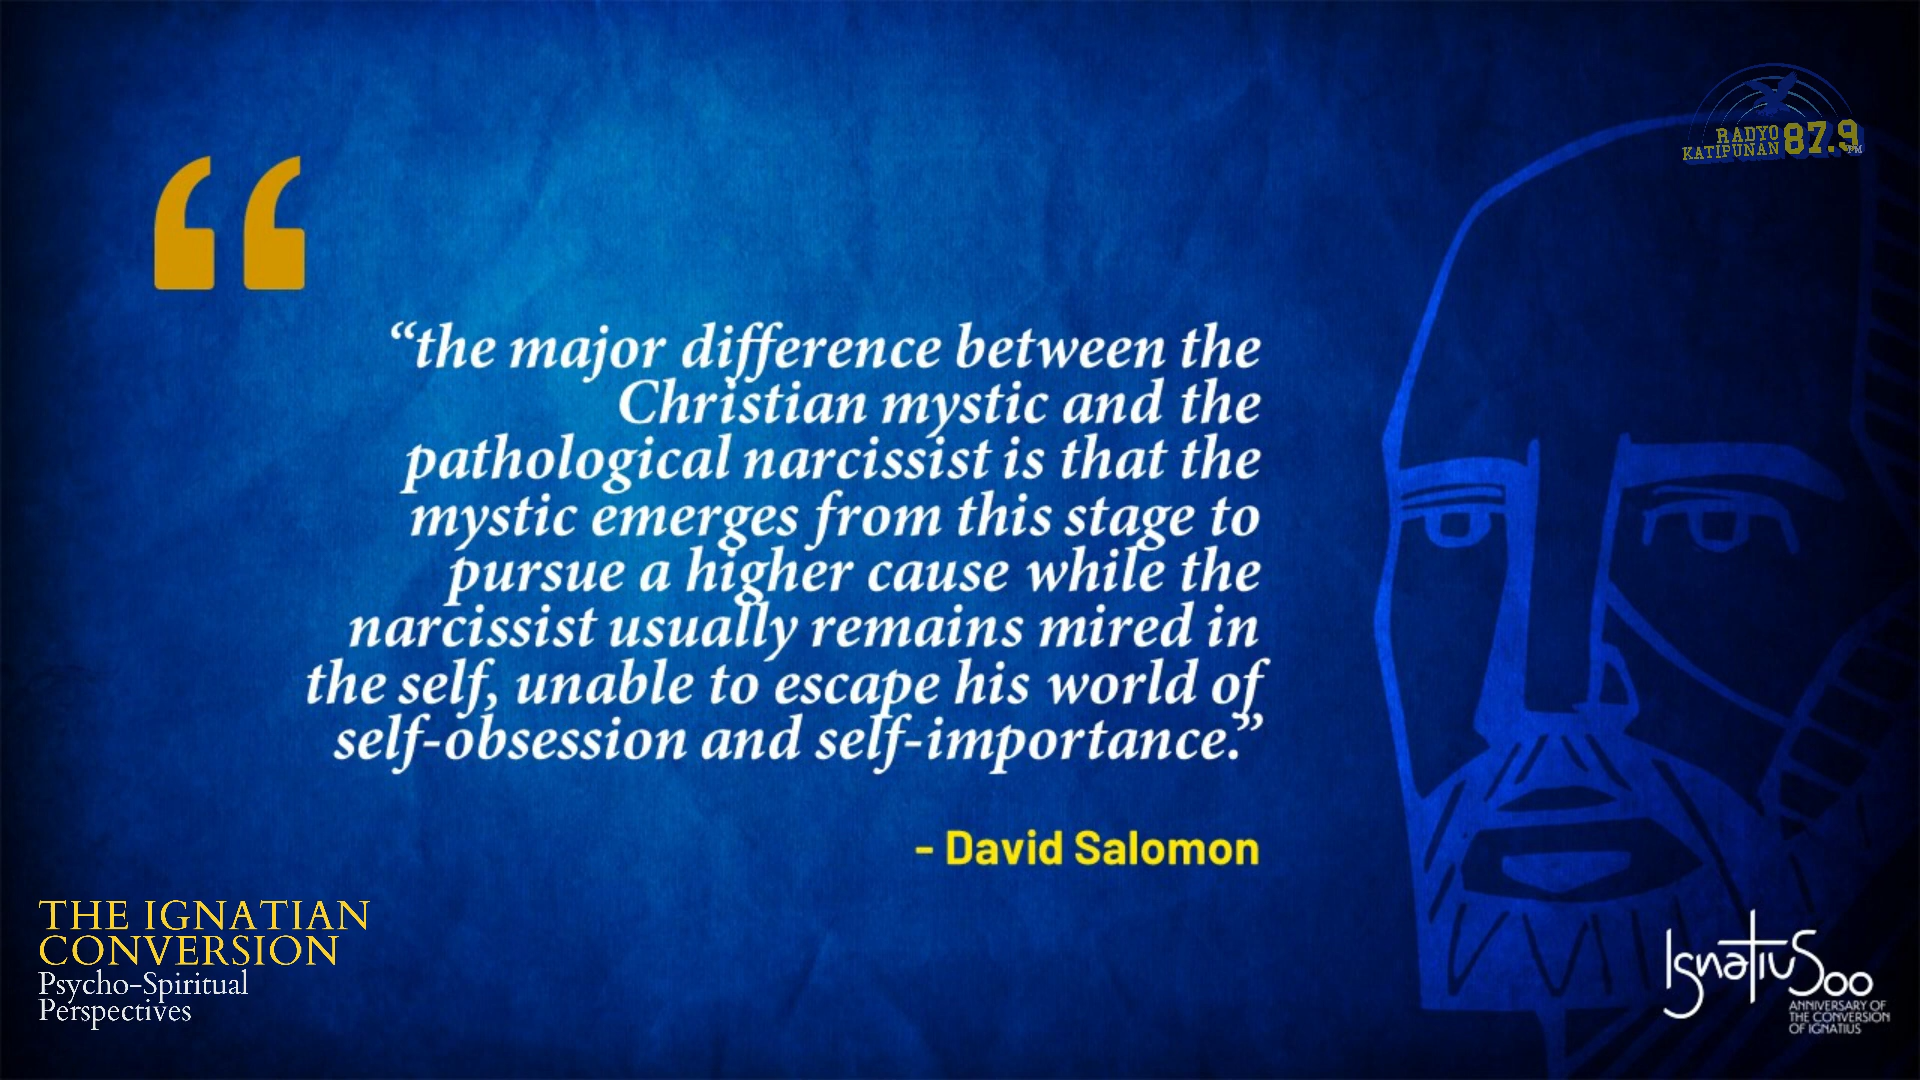 RADYO
KATIPUNAN 87.9
FM
“the major difference between the
Christian mystic and the
pathological narcissist is that the
mystic emerges from this stage to
pursue a higher cause while the
narcissist usually remains mired in
the self, unable to escape his world of
self-obsession and self-importance.”
- David Salomon
THE IGNATIAN
CONVERSION
Psycho-Spiritual
Perspectives
IgnatiuS00
ANNIVERSARY OF
THE CONVERSION
OF IGNATIUS